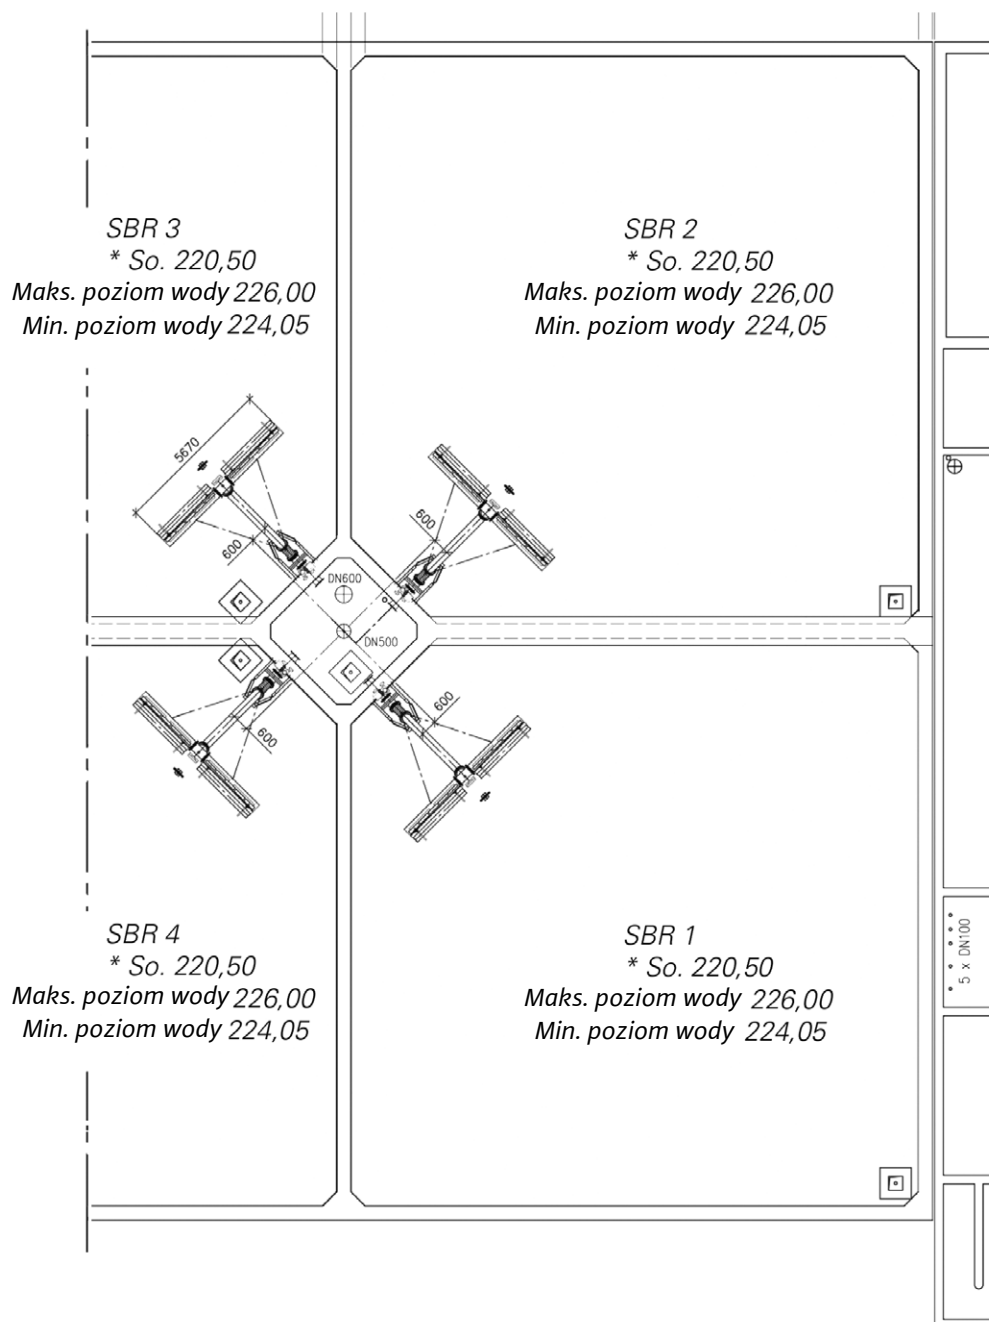 SBR 3
* So. 220,50
Maks. poziom wody 226,00
Min. poziom wody 224,05
SBR 2
* So. 220,50
Maks. poziom wody 226,00
Min. poziom wody 224,05
5670
600
600
DN600
DN500
600
600
SBR 4
* So. 220,50
Maks. poziom wody 226,00
Min. poziom wody 224,05
SBR 1
* So. 220,50
Maks. poziom wody 226,00
Min. poziom wody 224,05
5 x DN100